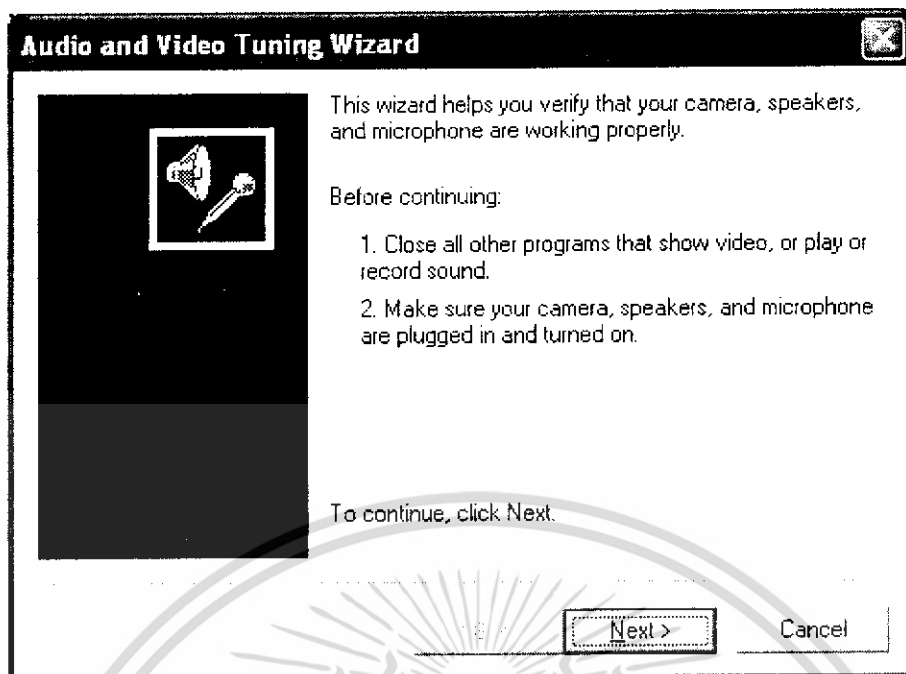 Audio and Video Tuning Wizard
This wizard helps you verify that your camera, speakers,
and microphone are working properly.
Before continuing:
1. Close all other programs that show video, or play or
record sound.
2. Make sure your camera, speakers, and microphone
are plugged in and turned on.
To continue, click Next.
Next >
Cancel